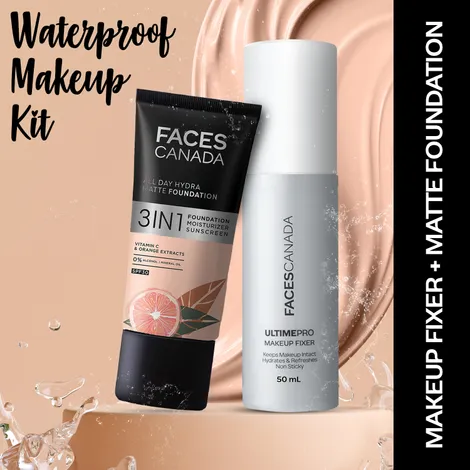 Waterproof
Makeup
Kit
FACES
CANADA
ALL DAY HYDRA
MATTE FOUNDATION
3IN1
FOUNDATION
MOISTURIZER
SUNSCREEN
VITAMIN C
& ORANGE EXTRACTS
0% ALCOHOL | MINERAL OIL
SPF30
FACESCANADA
ULTIMEPRO
MAKEUP FIXER
Keeps Makeup Intact
Hydrates & Refreshes
Non Sticky
50 mL
MAKEUP FIXER + MATTE FOUNDATION